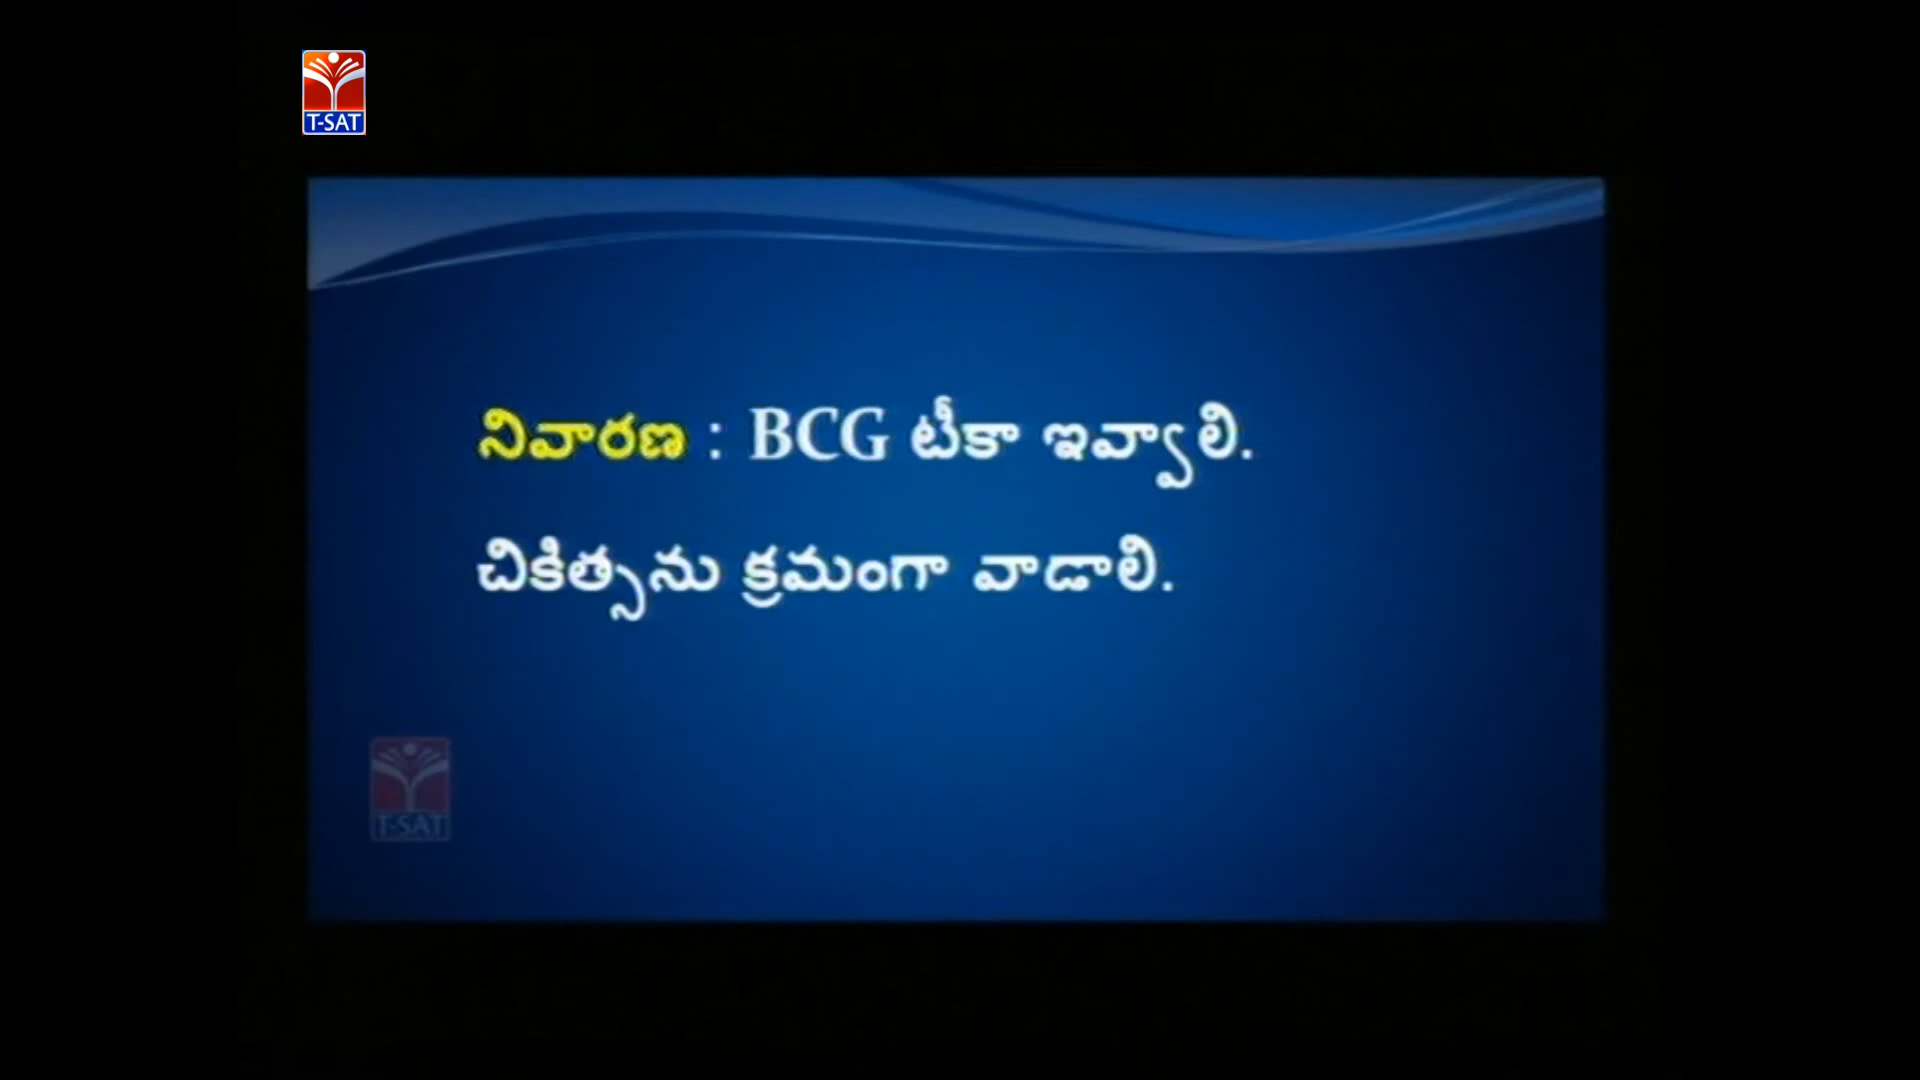 T-SAT
నివారణ : BCG టీకా ఇవ్వాలి.
చికిత్సను క్రమంగా వాడాలి.
T-SAT